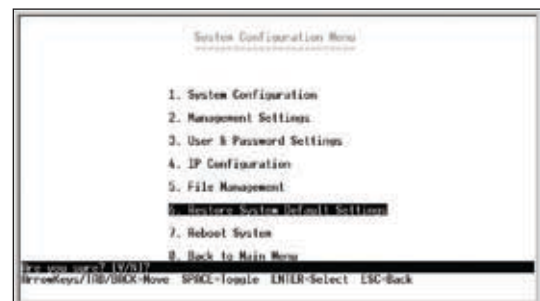 System Configuration Menu
1. System Configuration
2. Management Settings
3. User & Password Settings
4. IP Configuration
5. File Management
6. Restore System Default Settings
7. Reboot System
0. Back to Main Menu
Are you sure? [Y/N]?
ArrowKeys/TAB/BACK-Move SPACE-Toggle ENTER-Select ESC-Back